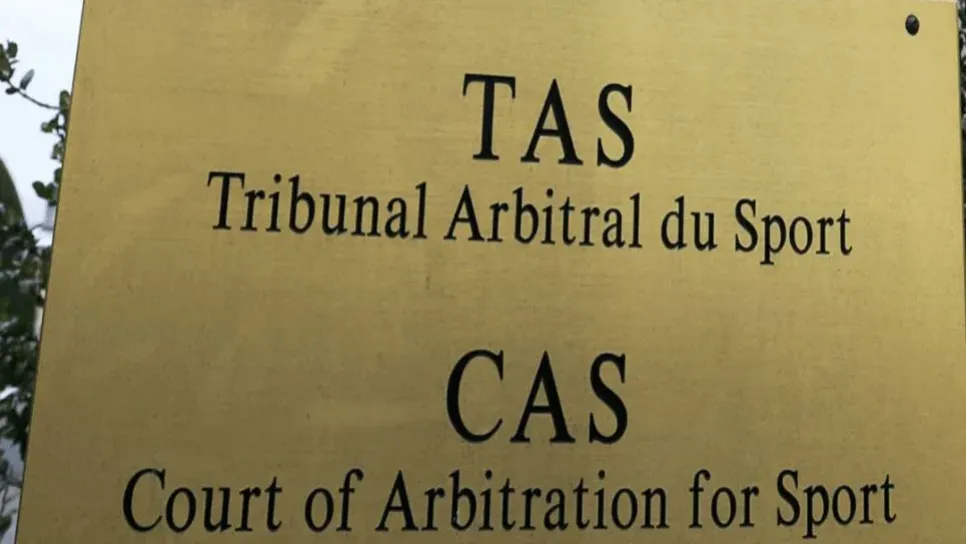 TAS
Tribunal Arbitral du Sport
CAS
Court of Arbitration for Sport